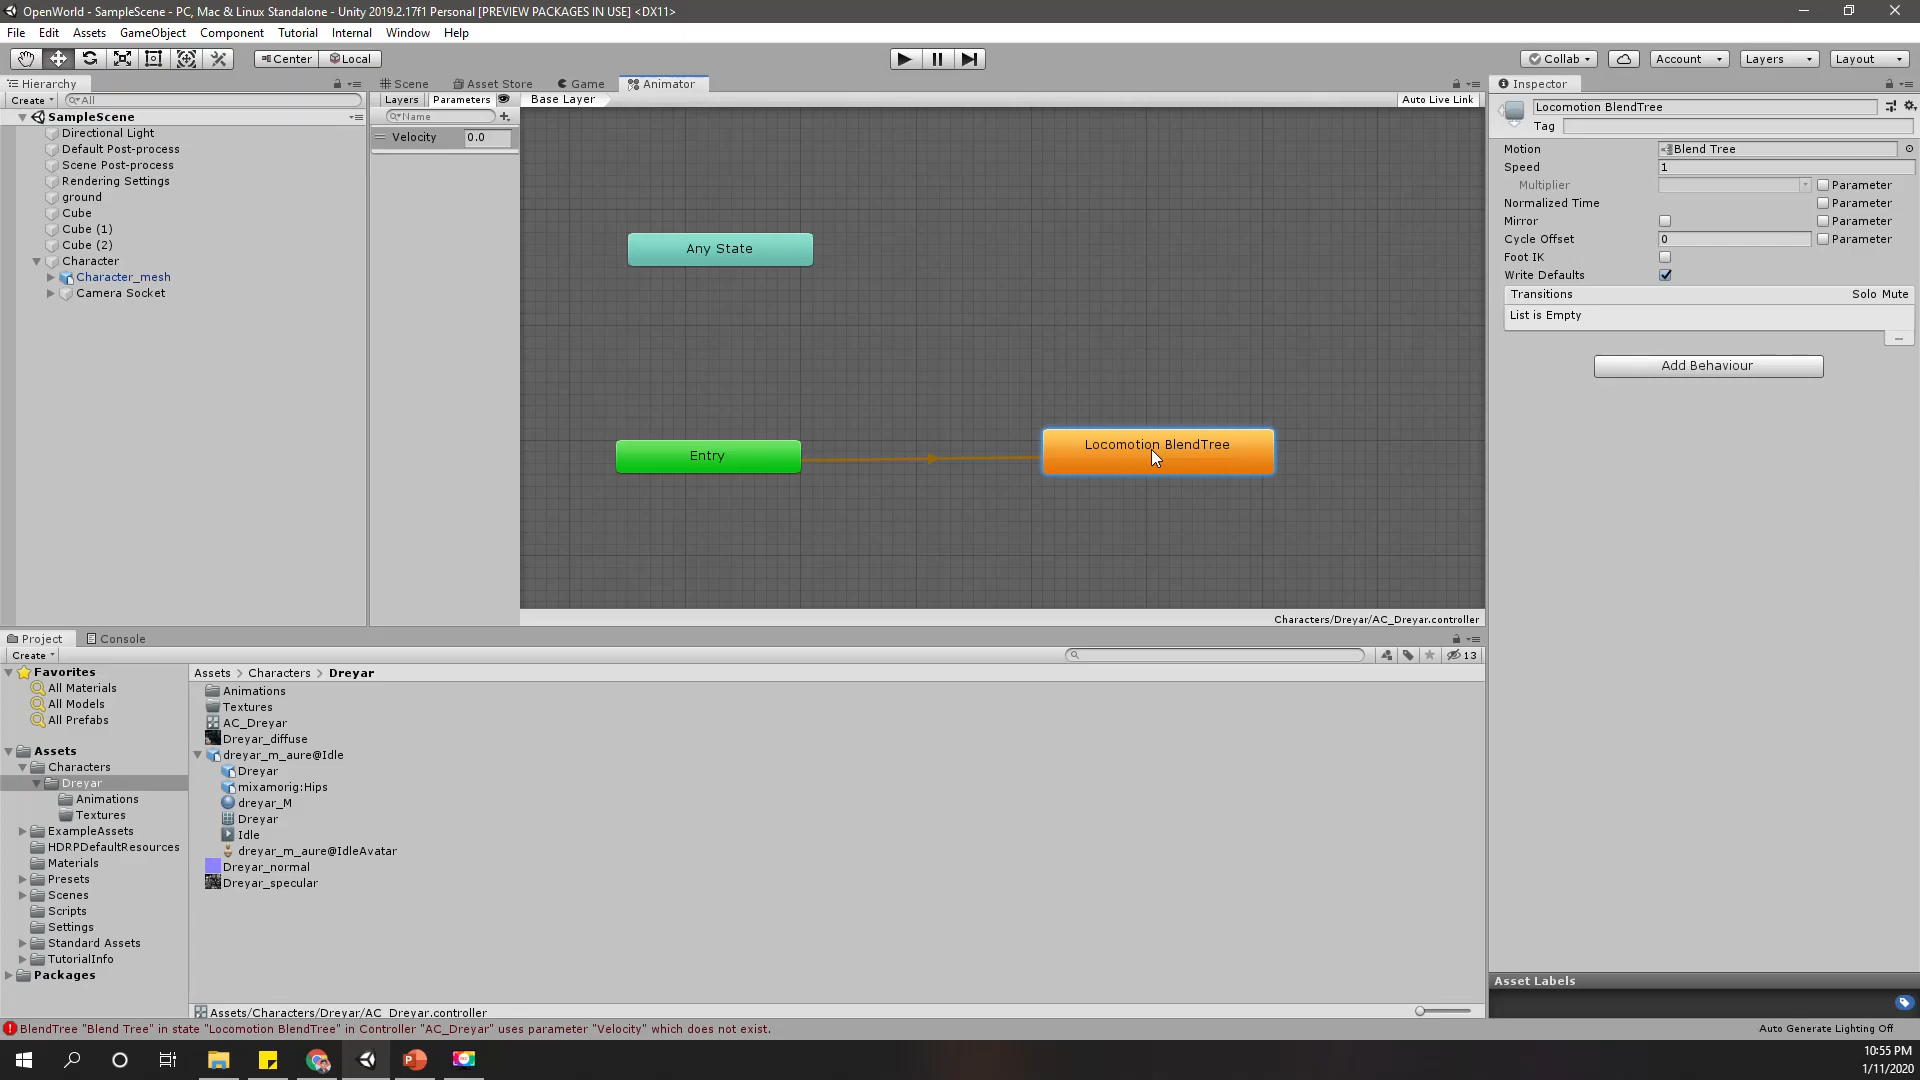 OpenWorld - SampleScene - PC, Mac & Linux Standalone - Unity 2019.2.17f1 Personal [PREVIEW PACKAGES IN USE] <DX11>
File Edit Assets GameObject Component Tutorial Internal Window Help
Center Local Collab Account Layers Layout
Hierarchy
Create All
SampleScene
Directional Light
Default Post-process
Scene Post-process
Rendering Settings
ground
Cube
Cube (1)
Cube (2)
Character
Character_mesh
Camera Socket
Scene Asset Store Game Animator
Layers Parameters Base Layer Auto Live Link
Name
Velocity 0.0
Any State
Entry
Locomotion BlendTree
Characters/Dreyar/AC_Dreyar.controller
Inspector
Locomotion BlendTree
Tag
Motion Blend Tree
Speed 1
Multiplier Parameter
Normalized Time Parameter
Mirror Parameter
Cycle Offset 0 Parameter
Foot IK
Write Defaults
Transitions Solo Mute
List is Empty
Add Behaviour
Asset Labels
Project Console
Create 13
Favorites
All Materials
All Models
All Prefabs
Assets
Characters
Dreyar
Animations
Textures
ExampleAssets
HDRPDefaultResources
Materials
Presets
Scenes
Scripts
Settings
Standard Assets
TutorialInfo
Packages
Assets > Characters > Dreyar
Animations
Textures
AC_Dreyar
Dreyar_diffuse
dreyar_m_aure@Idle
Dreyar
mixamorig:Hips
dreyar_M
Dreyar
Idle
dreyar_m_aure@IdleAvatar
Dreyar_normal
Dreyar_specular
Assets/Characters/Dreyar/AC_Dreyar.controller
BlendTree "Blend Tree" in state "Locomotion BlendTree" in Controller "AC_Dreyar" uses parameter "Velocity" which does not exist.
Auto Generate Lighting Off
10:55 PM
1/11/2020